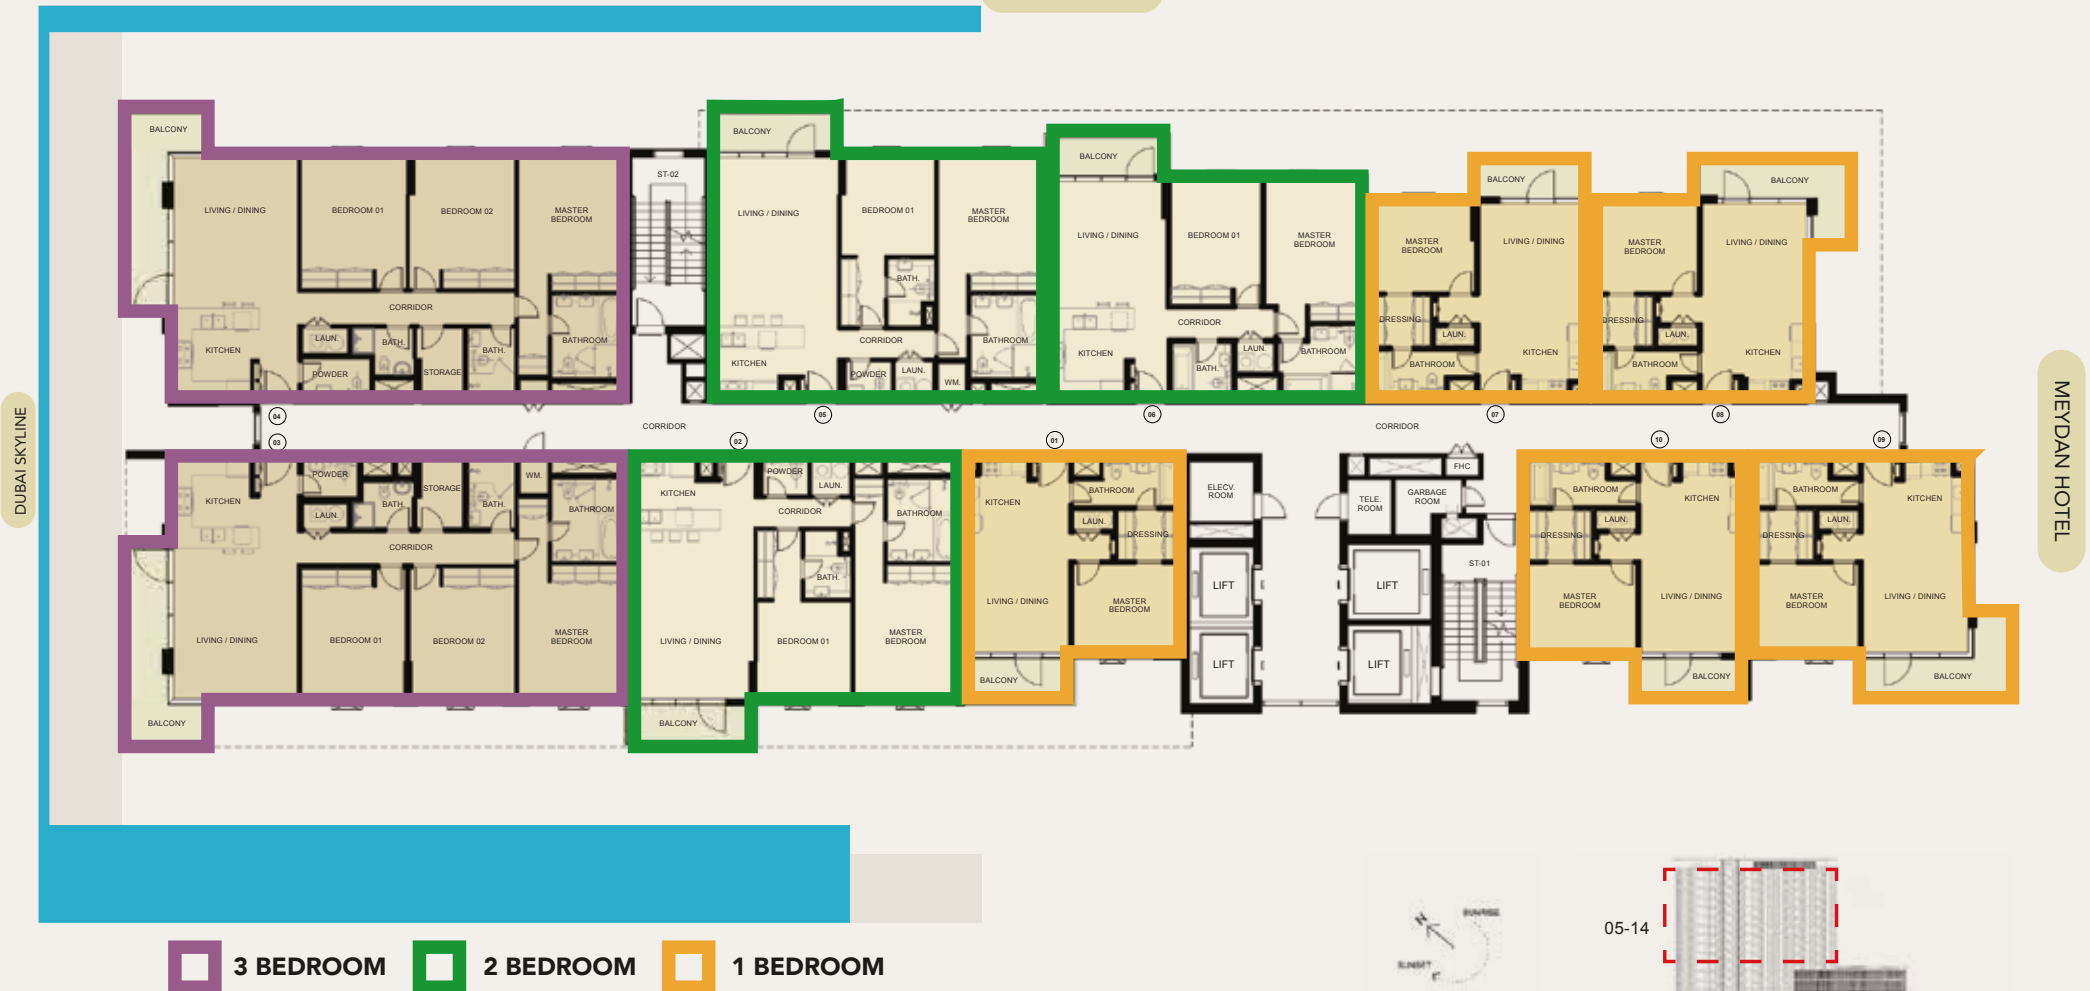 BALCONY
LIVING / DINING
BEDROOM 01
BEDROOM 02
MASTER
BEDROOM
CORRIDOR
KITCHEN
LAUN.
BATH.
POWDER
STORAGE
BATH.
BATHROOM
ST-02
BALCONY
LIVING / DINING
BEDROOM 01
MASTER
BEDROOM
BATH.
CORRIDOR
BATHROOM
KITCHEN
POWDER
LAUN.
WM.
BALCONY
LIVING / DINING
BEDROOM 01
MASTER
BEDROOM
CORRIDOR
KITCHEN
BATH.
LAUN.
BATHROOM
BALCONY
MASTER
BEDROOM
LIVING / DINING
DRESSING
LAUN.
BATHROOM
KITCHEN
BALCONY
MASTER
BEDROOM
LIVING / DINING
DRESSING
LAUN.
BATHROOM
KITCHEN
04
05
06
07
08
CORRIDOR
CORRIDOR
03
02
01
10
09
DUBAI SKYLINE
MEYDAN HOTEL
KITCHEN
POWDER
LAUN.
BATH.
STORAGE
BATH.
WM.
BATHROOM
CORRIDOR
LIVING / DINING
BEDROOM 01
BEDROOM 02
MASTER
BEDROOM
BALCONY
KITCHEN
POWDER
LAUN.
CORRIDOR
BATHROOM
BATH.
LIVING / DINING
BEDROOM 01
MASTER
BEDROOM
BALCONY
KITCHEN
BATHROOM
LAUN.
DRESSING
LIVING / DINING
MASTER
BEDROOM
BALCONY
ELECV.
ROOM
LIFT
LIFT
TELE.
ROOM
GARBAGE
ROOM
FHC
LIFT
LIFT
ST-01
BATHROOM
KITCHEN
LAUN.
DRESSING
MASTER
BEDROOM
LIVING / DINING
BALCONY
BATHROOM
KITCHEN
LAUN.
DRESSING
MASTER
BEDROOM
LIVING / DINING
BALCONY
N
SUNRISE
SUNSET
05-14
3 BEDROOM
2 BEDROOM
1 BEDROOM